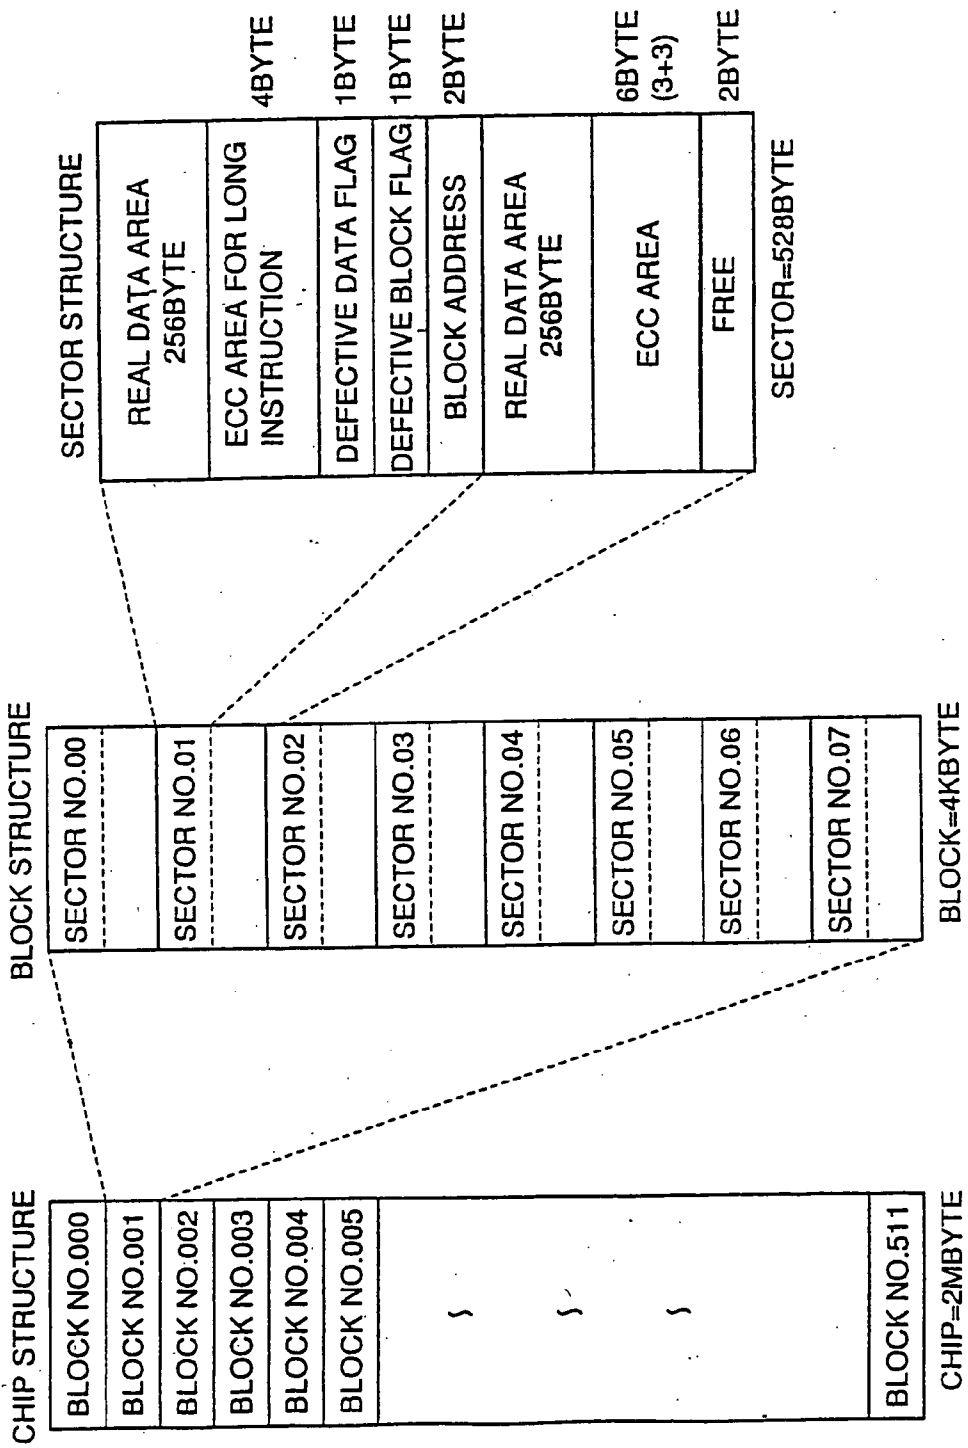 CHIP STRUCTURE
BLOCK NO.000
BLOCK NO.001
BLOCK NO.002
BLOCK NO.003
BLOCK NO.004
BLOCK NO.005
BLOCK NO.511
CHIP=2MBYTE
BLOCK STRUCTURE
SECTOR NO.00
SECTOR NO.01
SECTOR NO.02
SECTOR NO.03
SECTOR NO.04
SECTOR NO.05
SECTOR NO.06
SECTOR NO.07
BLOCK=4KBYTE
SECTOR STRUCTURE
REAL DATA AREA
256BYTE
ECC AREA FOR LONG
INSTRUCTION
4BYTE
DEFECTIVE DATA FLAG
1BYTE
DEFECTIVE BLOCK FLAG
1BYTE
BLOCK ADDRESS
2BYTE
REAL DATA AREA
256BYTE
ECC AREA
6BYTE
(3+3)
FREE
2BYTE
SECTOR=528BYTE